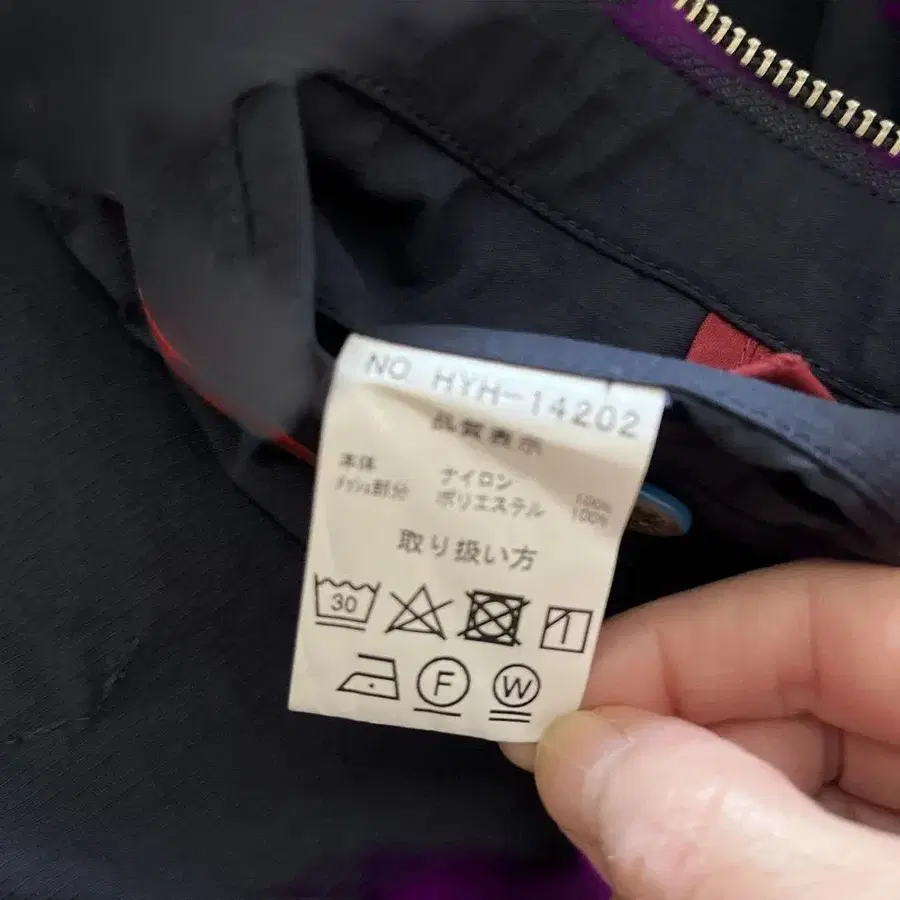 NO HYH-14202
品質表示
本体 ナイロン 100%
メッシュ部分 ポリエステル 100%
取り扱い方
30
F W